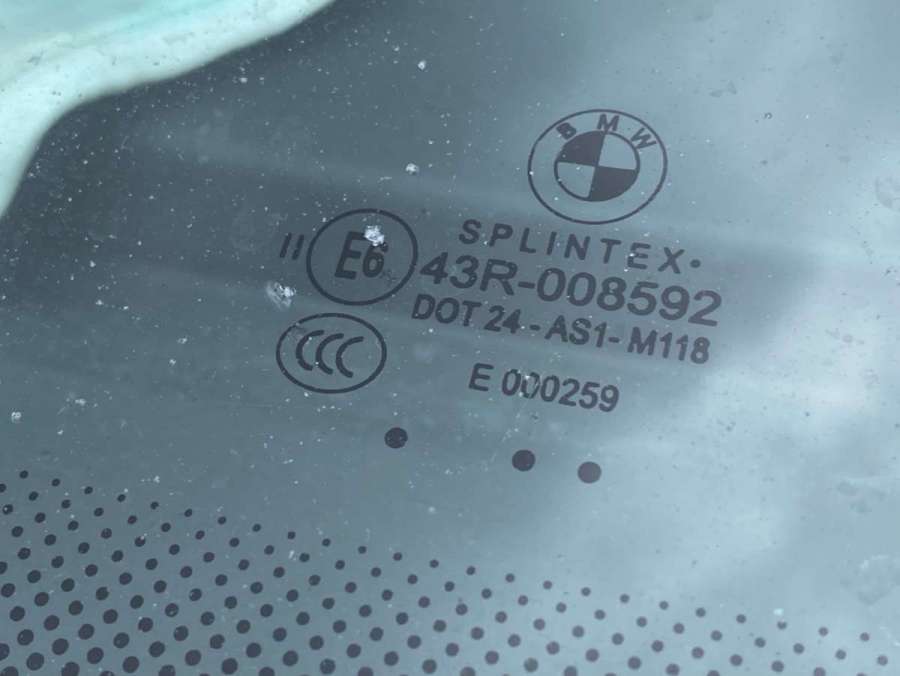 BMW
SPLINTEX
II E6 43R-008592
DOT 24 - AS1- M118
CCC
E 000259